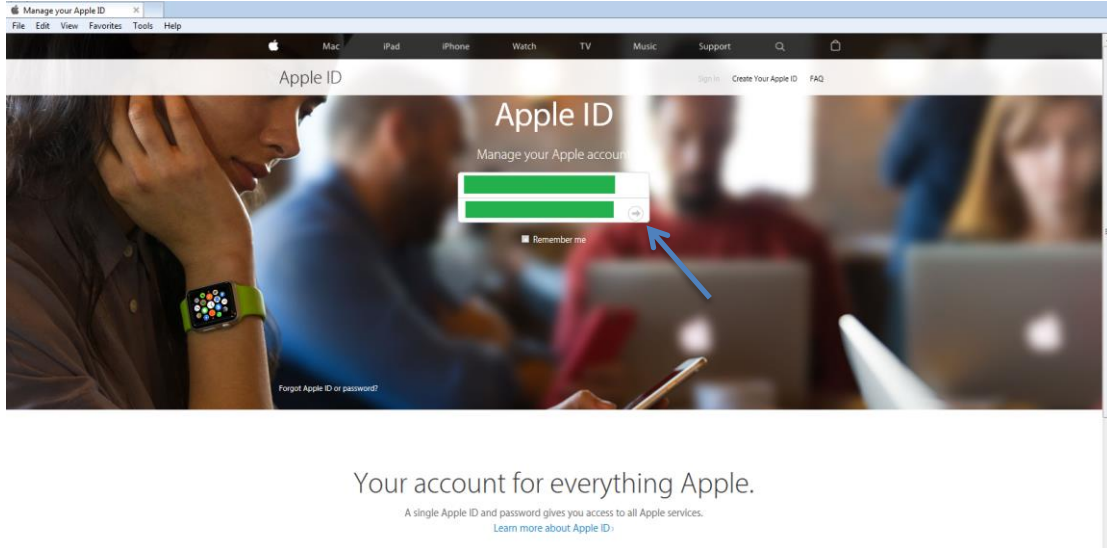 Manage your Apple ID
File Edit View Favorites Tools Help
Mac iPad iPhone Watch TV Music Support
Apple ID
Sign In Create Your Apple ID FAQ
Apple ID
Manage your Apple account
Remember me
Forgot Apple ID or password?
Your account for everything Apple.
A single Apple ID and password gives you access to all Apple services.
Learn more about Apple ID ›